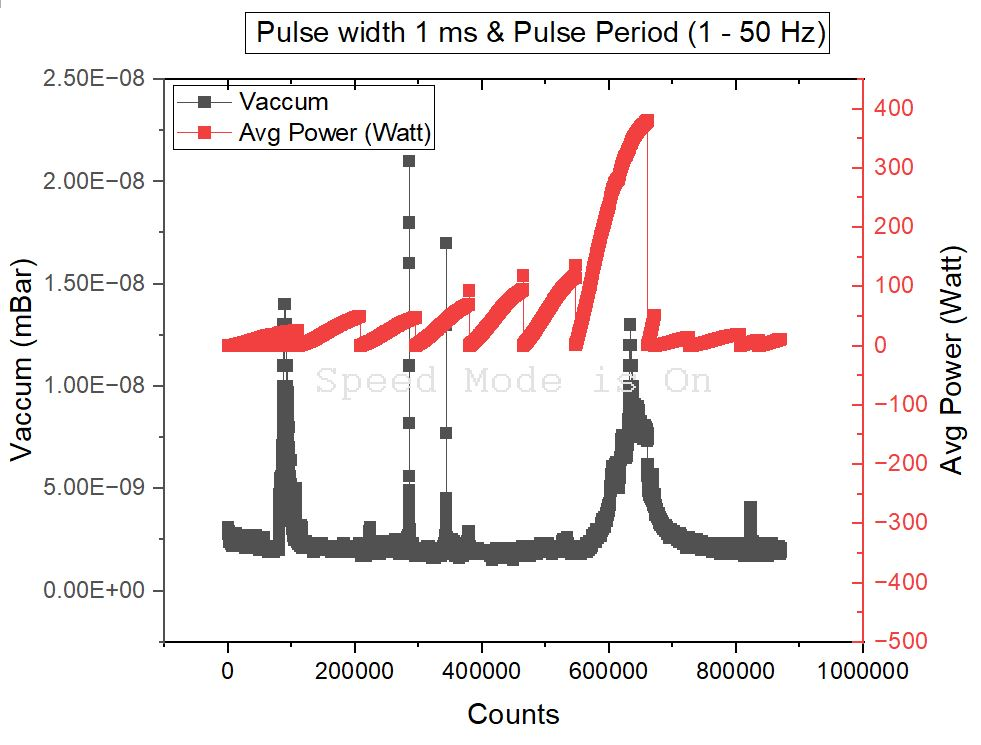 Pulse width 1 ms & Pulse Period (1 - 50 Hz)
Vaccum
Avg Power (Watt)
2.50E−08
2.00E−08
1.50E−08
1.00E−08
5.00E−09
0.00E+00
Vaccum (mBar)
400
300
200
100
0
−100
−200
−300
−400
−500
Avg Power (Watt)
Speed Mode is On
0
200000
400000
600000
800000
1000000
Counts